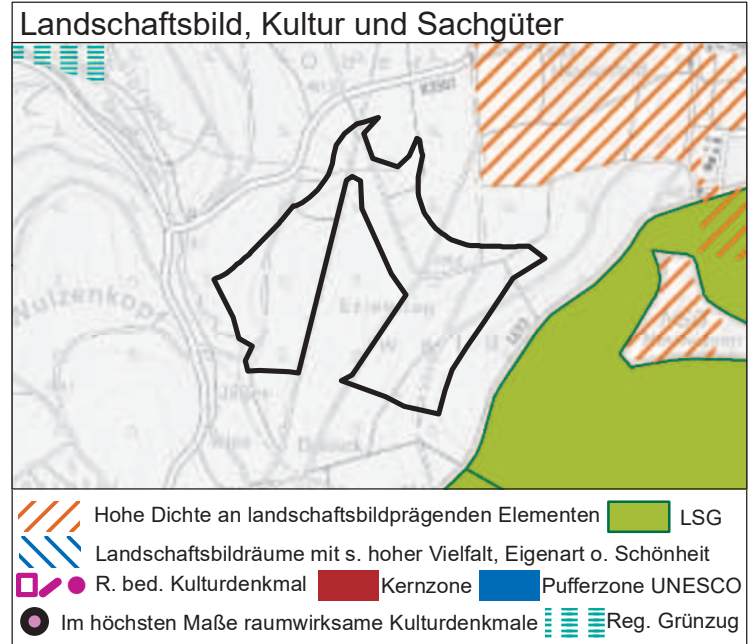 Landschaftsbild, Kultur und Sachgüter
Wulzenkopf
Hohe Dichte an landschaftsbildprägenden Elementen LSG
Landschaftsbildräume mit s. hoher Vielfalt, Eigenart o. Schönheit
R. bed. Kulturdenkmal Kernzone Pufferzone UNESCO
Im höchsten Maße raumwirksame Kulturdenkmale Reg. Grünzug